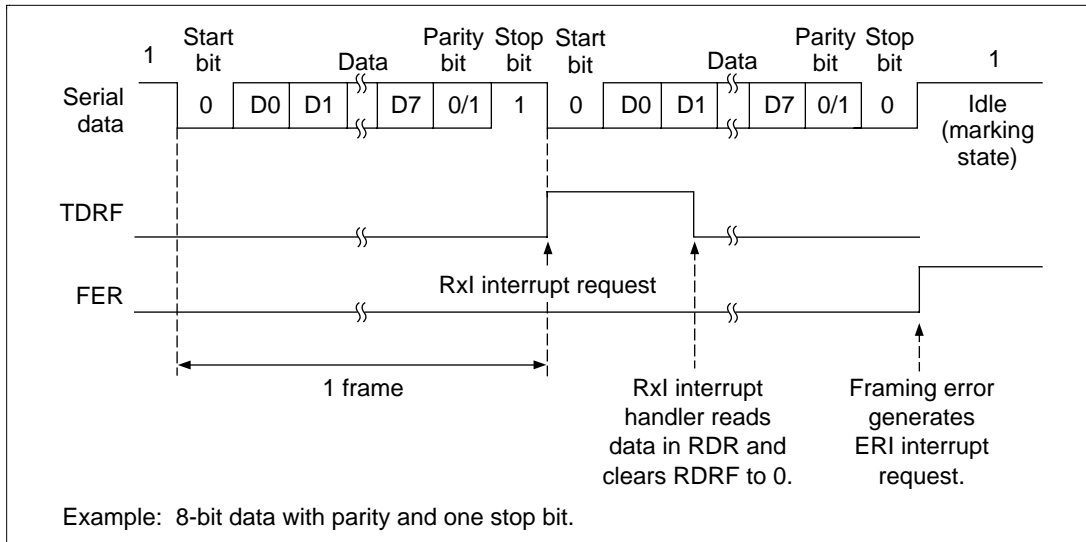 1 Start bit Data Parity bit Stop bit Start bit Data Parity bit Stop bit 1
Serial data 0 D0 D1 D7 0/1 1 0 D0 D1 D7 0/1 0 Idle (marking state)
TDRF
RxI interrupt request
FER
1 frame
RxI interrupt
handler reads
data in RDR and
clears RDRF to 0.
Framing error
generates
ERI interrupt
request.
Example: 8-bit data with parity and one stop bit.